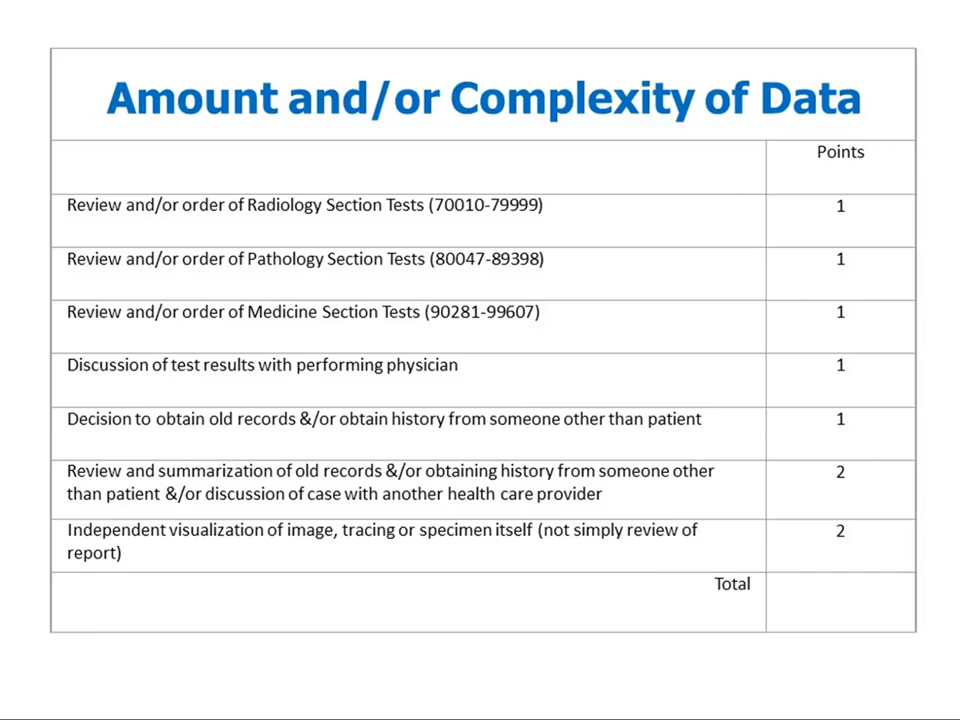 Amount and/or Complexity of Data
Points
Review and/or order of Radiology Section Tests (70010-79999)
1
Review and/or order of Pathology Section Tests (80047-89398)
1
Review and/or order of Medicine Section Tests (90281-99607)
1
Discussion of test results with performing physician
1
Decision to obtain old records &/or obtain history from someone other than patient
1
Review and summarization of old records &/or obtaining history from someone other
than patient &/or discussion of case with another health care provider
2
Independent visualization of image, tracing or specimen itself (not simply review of
report)
2
Total